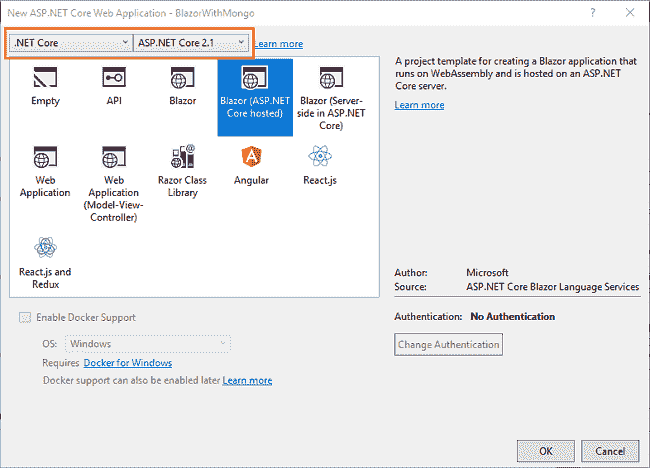 New ASP.NET Core Web Application - BlazorWithMongo
.NET Core
ASP.NET Core 2.1
Learn more
Empty
API
Blazor
Blazor (ASP.NET
Core hosted)
Blazor (Server-
side in ASP.NET
Core)
Web
Application
Web
Application
(Model-View-
Controller)
Razor Class
Library
Angular
React.js
React.js and
Redux
A project template for creating a Blazor application that
runs on WebAssembly and is hosted on an ASP.NET
Core server.
Learn more
Author: Microsoft
Source: ASP.NET Core Blazor Language Services
Authentication: No Authentication
Change Authentication
Enable Docker Support
OS: Windows
Requires Docker for Windows
Docker support can also be enabled later Learn more
OK
Cancel